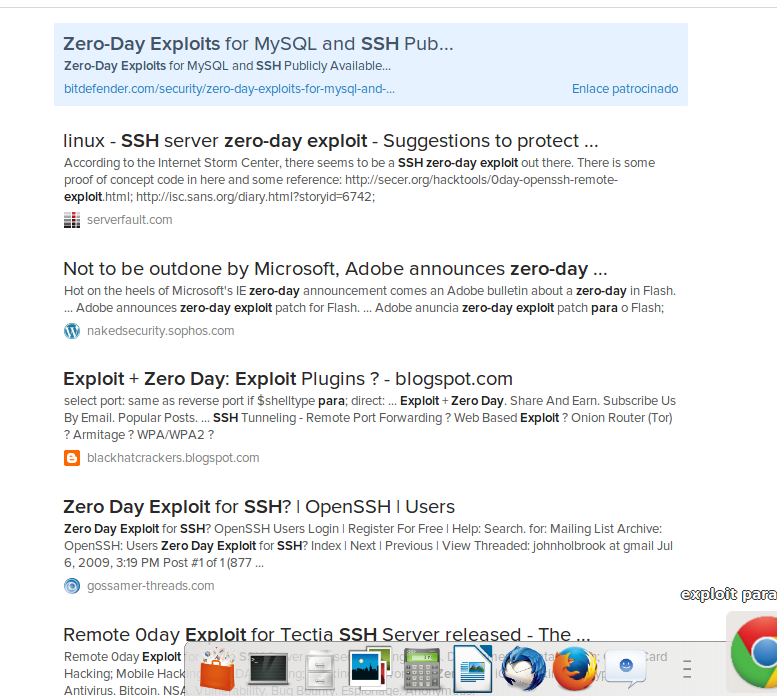 Zero-Day Exploits for MySQL and SSH Pub...
Zero-Day Exploits for MySQL and SSH Publicly Available...
bitdefender.com/security/zero-day-exploits-for-mysql-and-... Enlace patrocinado
linux - SSH server zero-day exploit - Suggestions to protect ...
According to the Internet Storm Center, there seems to be a SSH zero-day exploit out there. There is some
proof of concept code in here and some reference: http://secer.org/hacktools/0day-openssh-remote-
exploit.html; http://isc.sans.org/diary.html?storyid=6742;
serverfault.com
Not to be outdone by Microsoft, Adobe announces zero-day ...
Hot on the heels of Microsoft's IE zero-day announcement comes an Adobe bulletin about a zero-day in Flash.
... Adobe announces zero-day exploit patch for Flash. ... Adobe anuncia zero-day exploit patch para o Flash;
nakedsecurity.sophos.com
Exploit + Zero Day: Exploit Plugins ? - blogspot.com
select port: same as reverse port if $shelltype para; direct: ... Exploit + Zero Day. Share And Earn. Subscribe Us
By Email. Popular Posts. ... SSH Tunneling - Remote Port Forwarding ? Web Based Exploit ? Onion Router (Tor)
? Armitage ? WPA/WPA2 ?
blackhatcrackers.blogspot.com
Zero Day Exploit for SSH? | OpenSSH | Users
Zero Day Exploit for SSH? OpenSSH Users Login | Register For Free | Help: Search. for: Mailing List Archive:
OpenSSH: Users Zero Day Exploit for SSH? Index | Next | Previous | View Threaded: johnholbrook at gmail Jul
6, 2009, 3:19 PM Post #1 of 1 (877 ...
gossamer-threads.com
exploit para
Remote 0day Exploit for Tectia SSH Server released - The ...
Remote 0day Exploit Card
Hacking; Mobile Hack
Antivirus. Bitcoin. NSA Vulnerability. Bug Bounty. Espionage. Anonymous.